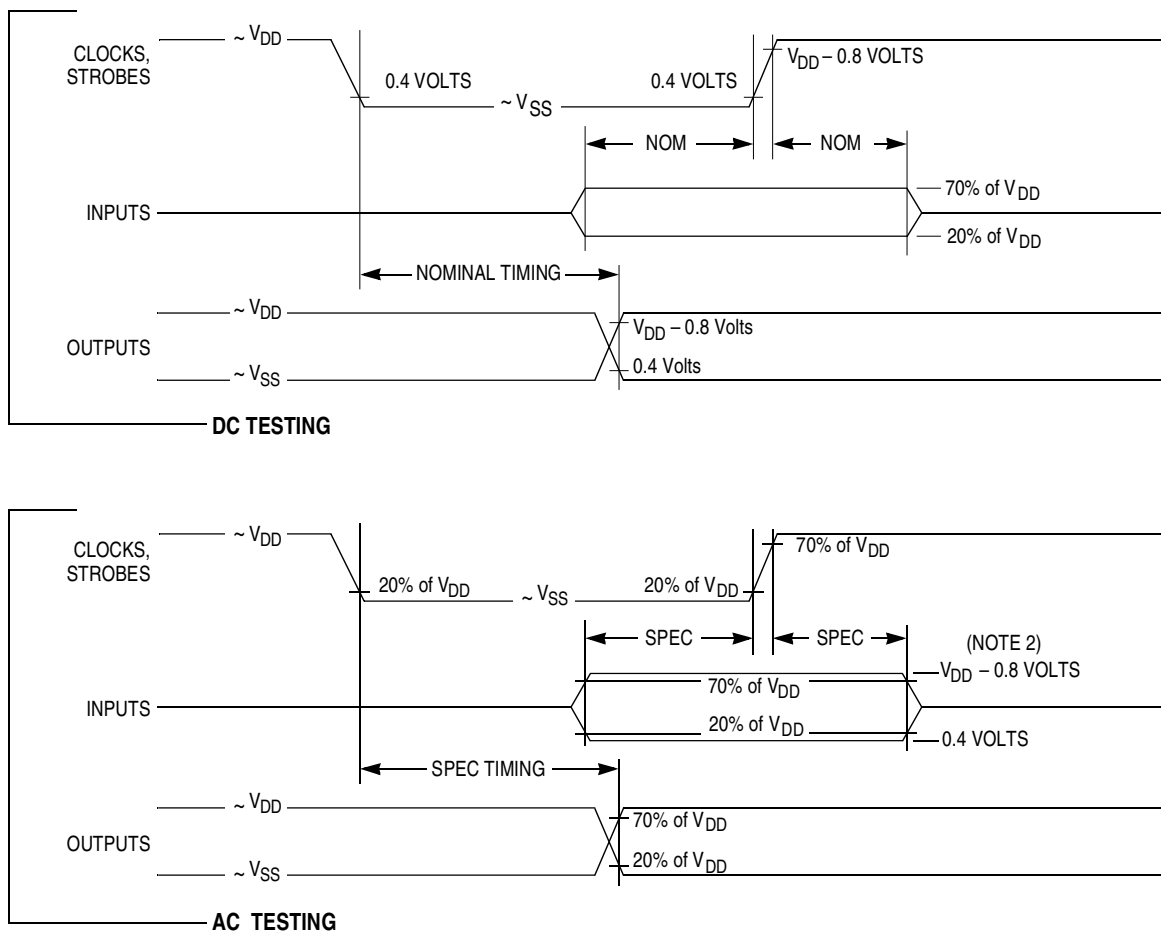 CLOCKS,
STROBES
~ VDD
0.4 VOLTS
~ VSS
0.4 VOLTS
VDD – 0.8 VOLTS
NOM
NOM
INPUTS
70% of VDD
20% of VDD
NOMINAL TIMING
OUTPUTS
~ VDD
~ VSS
VDD – 0.8 Volts
0.4 Volts
DC TESTING
CLOCKS,
STROBES
~ VDD
20% of VDD
~ VSS
20% of VDD
70% of VDD
SPEC
SPEC
(NOTE 2)
VDD – 0.8 VOLTS
INPUTS
70% of VDD
20% of VDD
0.4 VOLTS
SPEC TIMING
OUTPUTS
~ VDD
~ VSS
70% of VDD
20% of VDD
AC TESTING